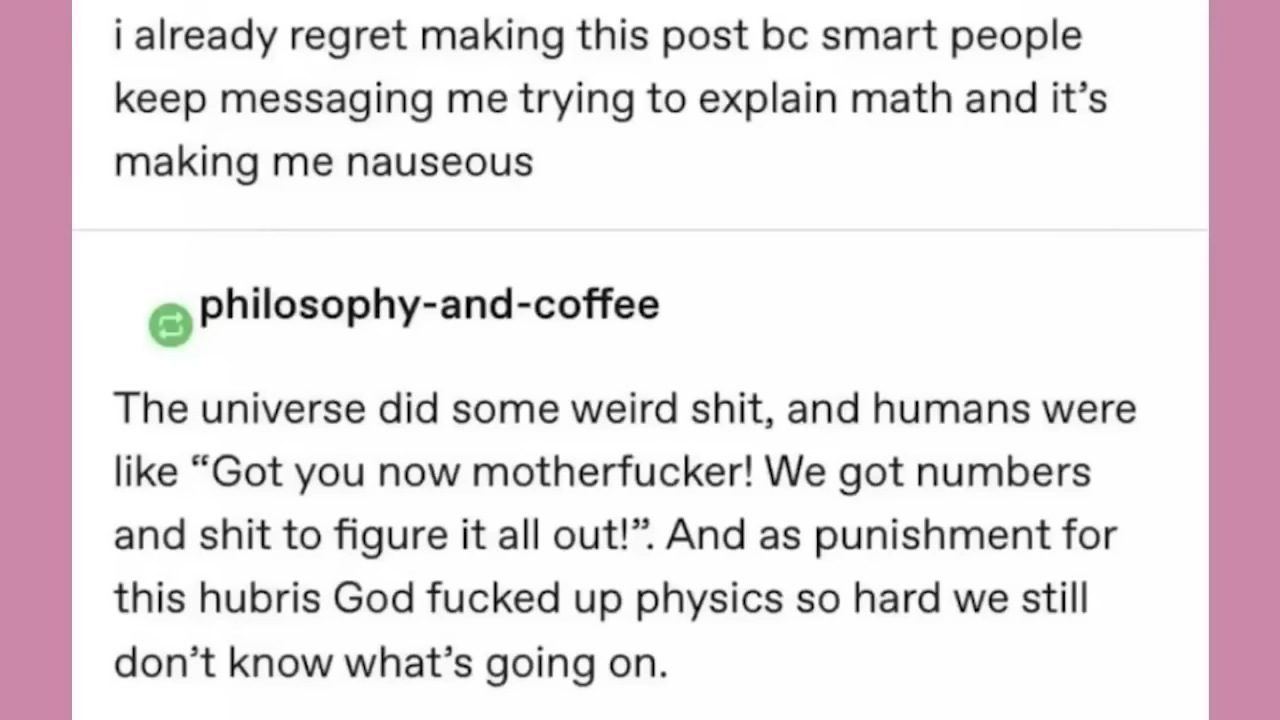 i already regret making this post bc smart people
keep messaging me trying to explain math and it’s
making me nauseous
philosophy-and-coffee
The universe did some weird shit, and humans were
like “Got you now motherfucker! We got numbers
and shit to figure it all out!”. And as punishment for
this hubris God fucked up physics so hard we still
don’t know what’s going on.